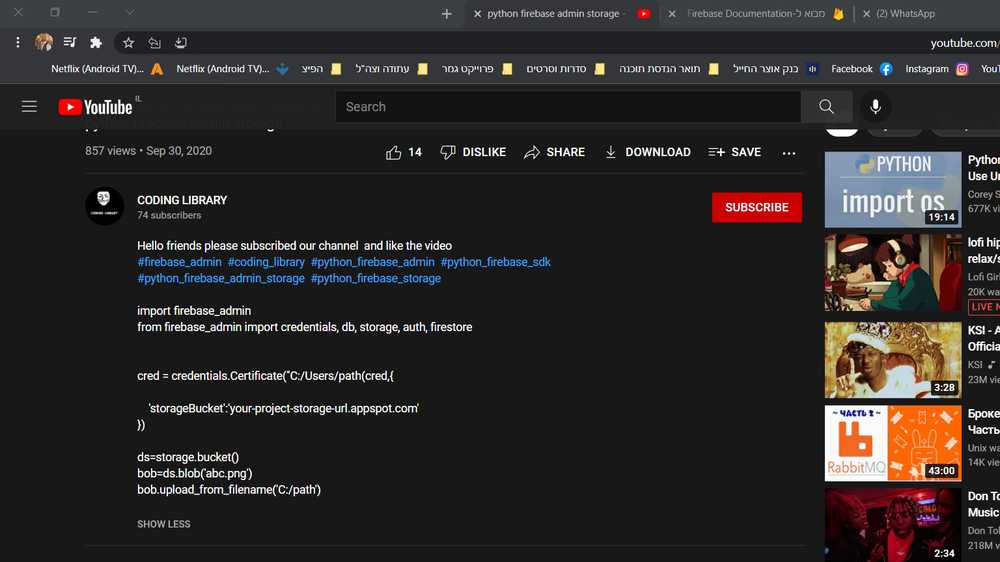 python firebase admin storage -
מבוא ל-Firebase Documentation
(2) WhatsApp
youtube.com/
Netflix (Android TV)...
Netflix (Android TV)...
הפיצ
עתודה וצה"ל
פרוייקט גמר
סדרות וסרטים
תואר הנדסת תוכנה
בנק אוצר החייל
Facebook
Instagram
YouTube IL
Search
857 views • Sep 30, 2020
14
DISLIKE
SHARE
DOWNLOAD
SAVE
CODING LIBRARY
74 subscribers
SUBSCRIBE
Hello friends please subscribed our channel and like the video
#firebase_admin #coding_library #python_firebase_admin #python_firebase_sdk
#python_firebase_admin_storage #python_firebase_storage
import firebase_admin
from firebase_admin import credentials, db, storage, auth, firestore
cred = credentials.Certificate("C:/Users/path(cred,{
'storageBucket':'your-project-storage-url.appspot.com'
})
ds=storage.bucket()
bob=ds.blob('abc.png')
bob.upload_from_filename('C:/path')
SHOW LESS
PYTHON
import os
19:14
Use Ur
Corey S
677K vi
lofi hip
relax/s
Lofi Girl
20K wa
LIVE N
KSI - A
Officia
KSI
23M vie
3:28
~ ЧАСТЬ 2 ~
RabbitMQ
43:00
Броке
Часть
Unix wa
14K vie
Don To
Music
Don Tol
218M v
2:34